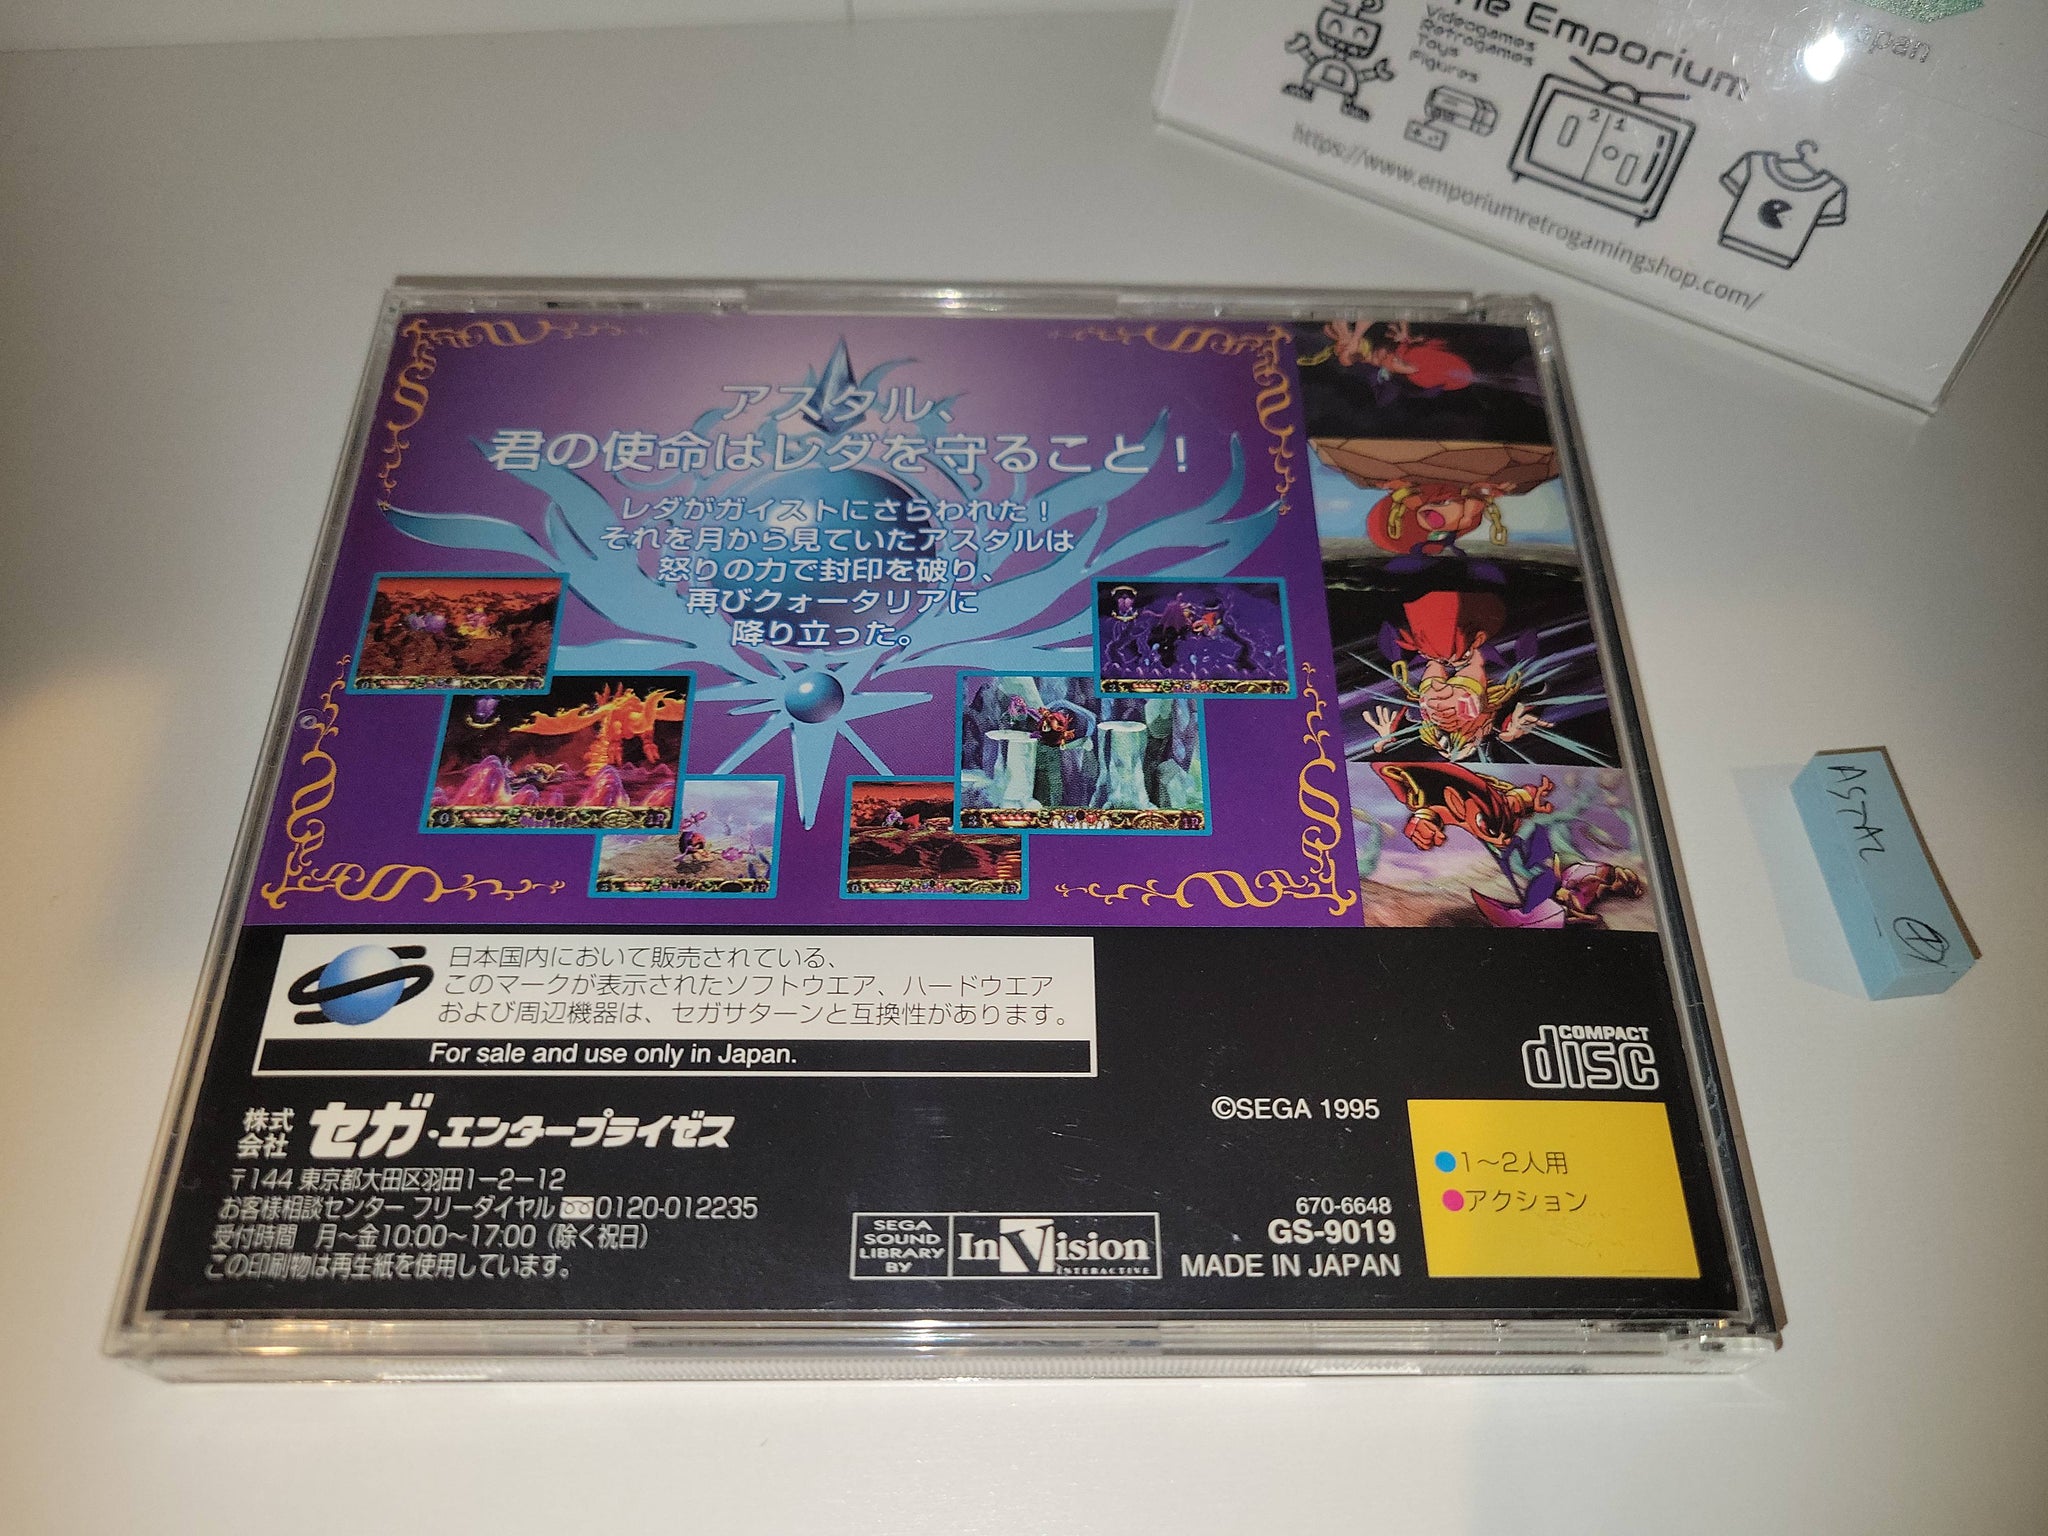 he Emporium
Videogames
Retrogames
Toys
Figures
apan
2 1
https://www.emporiumretrogamingshop.com/
アスタル、
君の使命はレダを守ること！
レダがガイストにさらわれた！
それを月から見ていたアスタルは
怒りの力で封印を破り、
再びクォータリアに
降り立った。
ASTAL
日本国内において販売されている、
このマークが表示されたソフトウエア、ハードウエア
および周辺機器は、セガサターンと互換性があります。
For sale and use only in Japan.
COMPACT
disc
株式会社 セガ・エンタープライゼス
〒144 東京都大田区羽田1－2－12
お客様相談センター フリーダイヤル 0120-012235
受付時間　月～金10:00～17:00（除く祝日）
この印刷物は再生紙を使用しています。
©SEGA 1995
1～2人用
アクション
SEGA
SOUND
LIBRARY
BY
InVision
INTERACTIVE
670-6648
GS-9019
MADE IN JAPAN